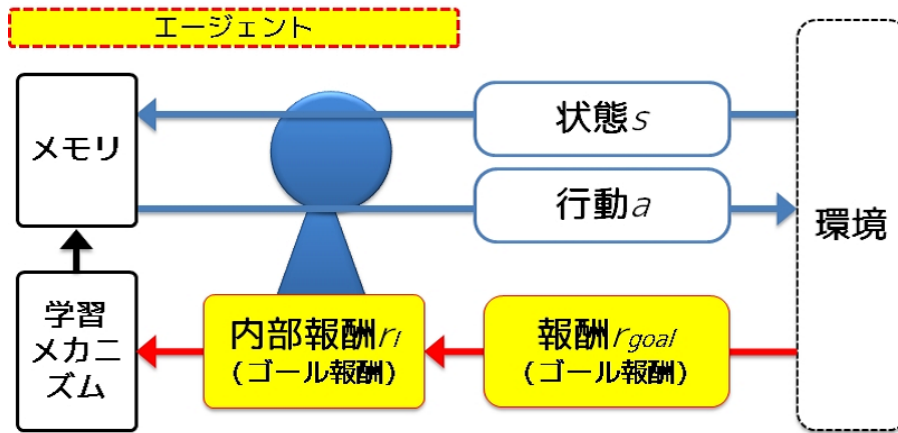 エージェント
メモリ
状態s
行動a
環境
学習
メカニ
ズム
内部報酬rI
(ゴール報酬)
報酬rgoal
(ゴール報酬)